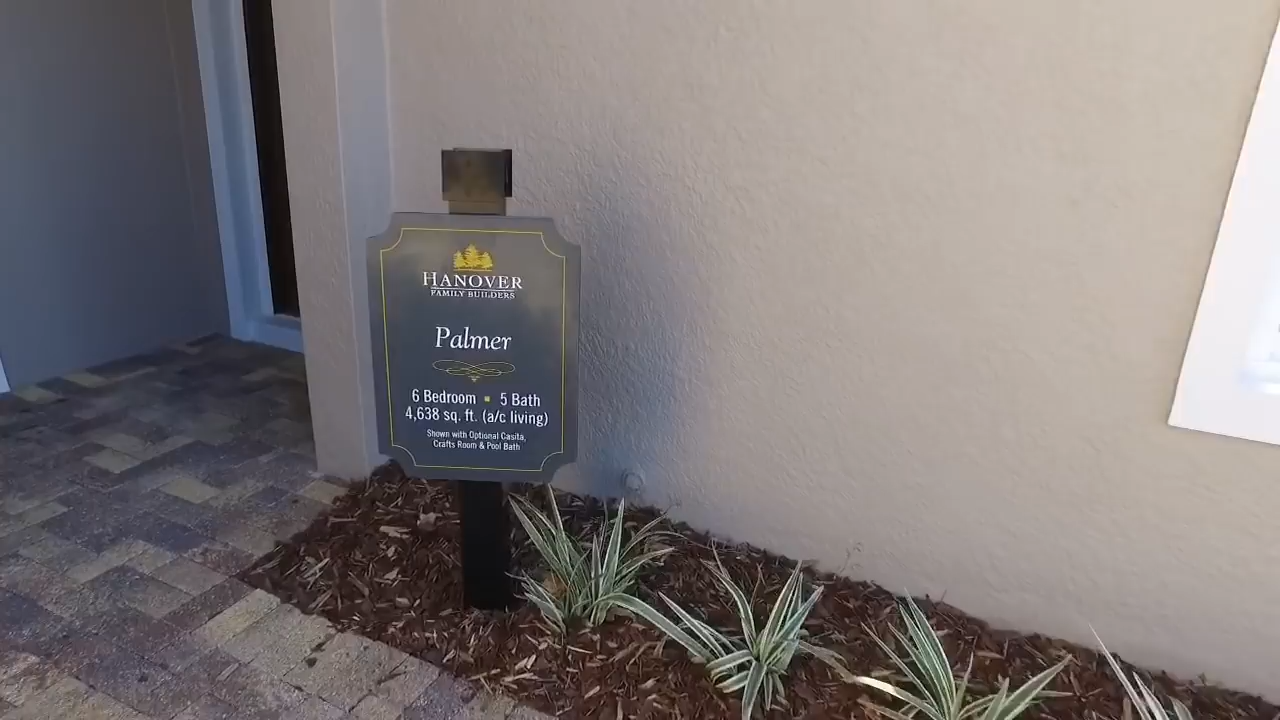 HANOVER
FAMILY BUILDERS
Palmer
6 Bedroom ▪ 5 Bath
4,638 sq. ft. (a/c living)
Shown with Optional Casita,
Crafts Room & Pool Bath